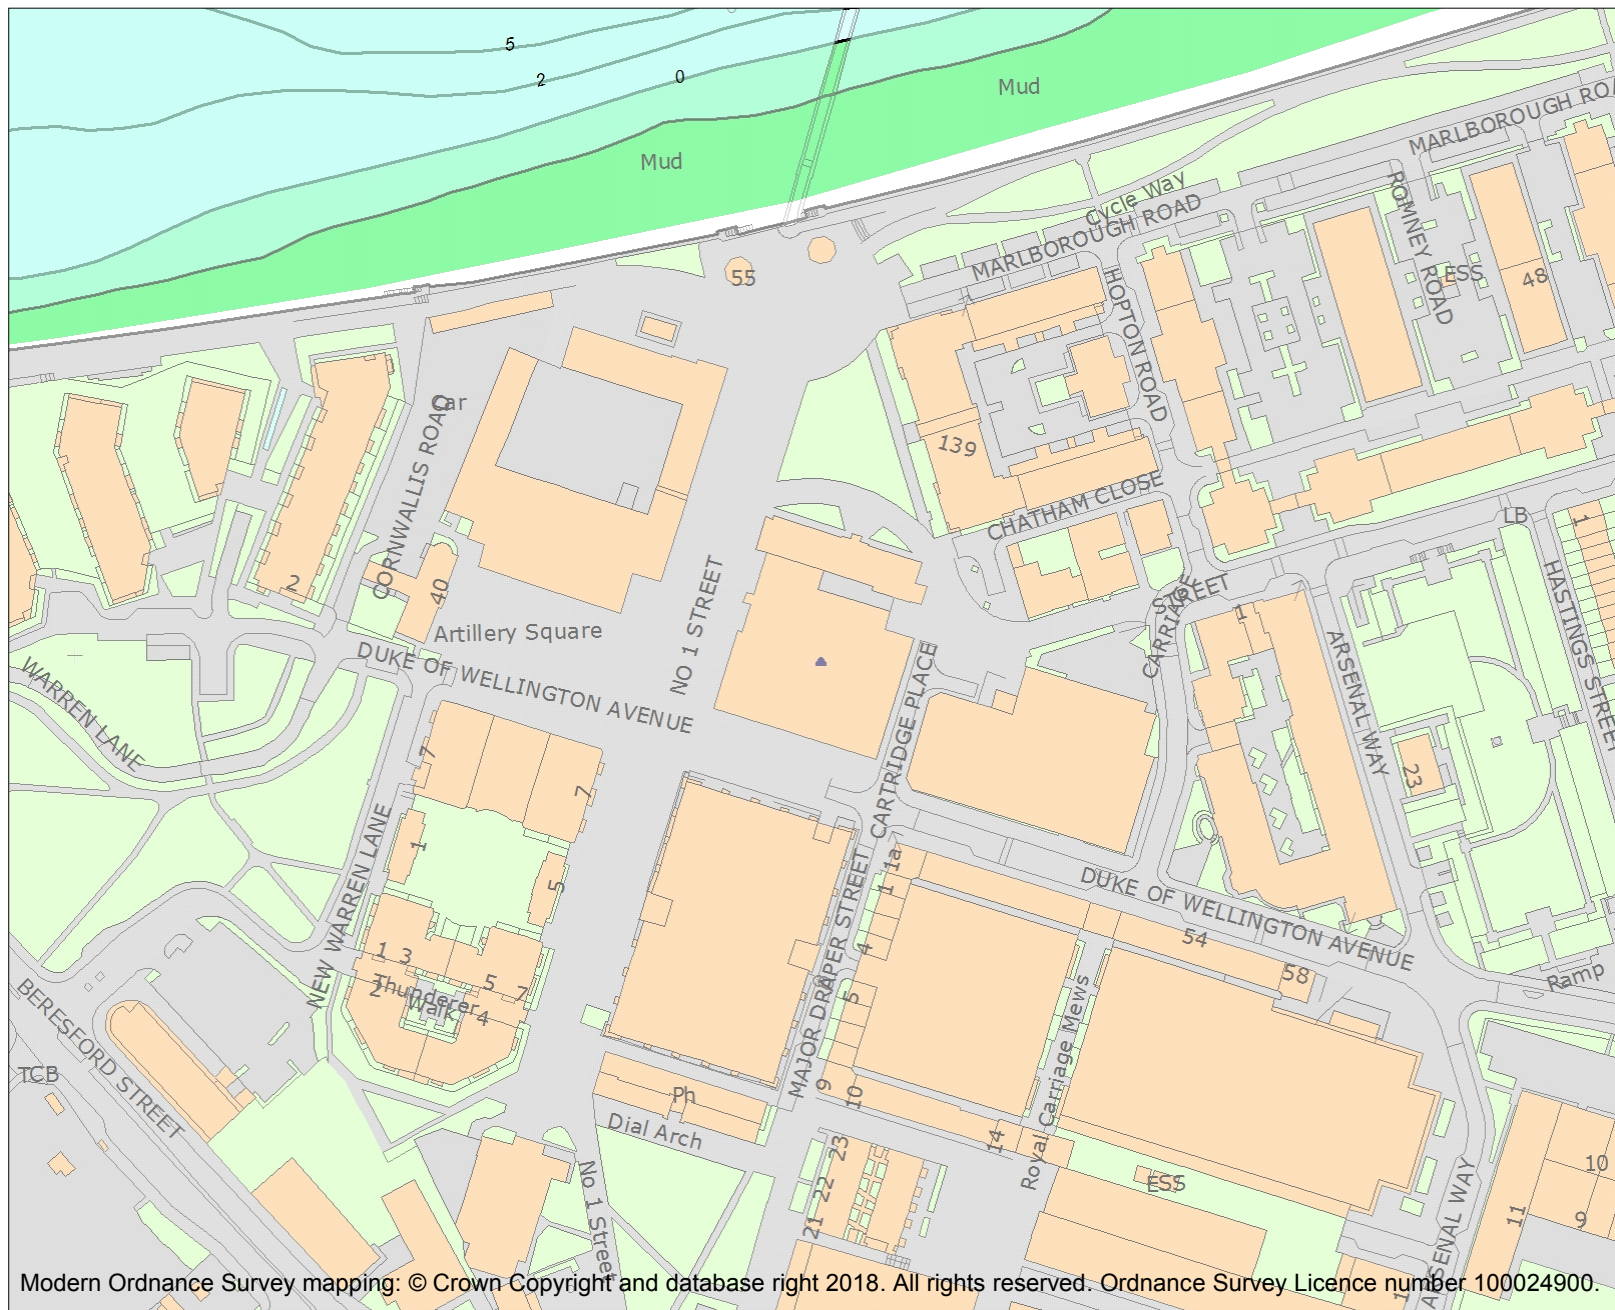 5
2
0
Mud
Mud
MARLBOROUGH ROA
Cycle Way
MARLBOROUGH ROAD
ROMNEY ROAD
ESS
48
55
HOPTON ROAD
Car
CORNWALLIS ROAD
139
CHATHAM CLOSE
LB
1
2
40
NO 1 STREET
Artillery Square
CARRIAGE
STREET
1
HASTINGS STREET
ARSENAL WAY
DUKE OF WELLINGTON AVENUE
WARREN LANE
CARTRIDGE PLACE
7
7
23
1
5
NEW WARREN LANE
1a
1
4
5
MAJOR DRAPER STREET
DUKE OF WELLINGTON AVENUE
54
58
Ramp
1
3
2
5
7
4
Thunderer
Walk
BERESFORD STREET
TCB
9
10
14
Royal Carriage Mews
Ph
Dial Arch
No 1 Street
23
22
21
ESS
ARSENAL WAY
11
10
9
1
Modern Ordnance Survey mapping: © Crown Copyright and database right 2018. All rights reserved. Ordnance Survey Licence number 100024900.